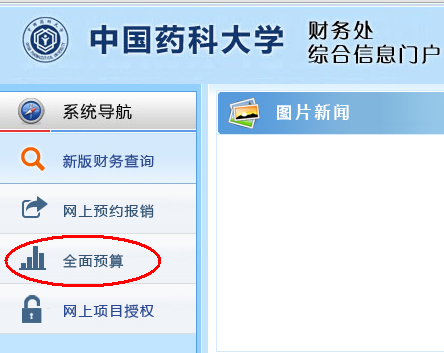 中国药科大学
财务处
综合信息门户
系统导航
新版财务查询
网上预约报销
全面预算
网上项目授权
图片新闻